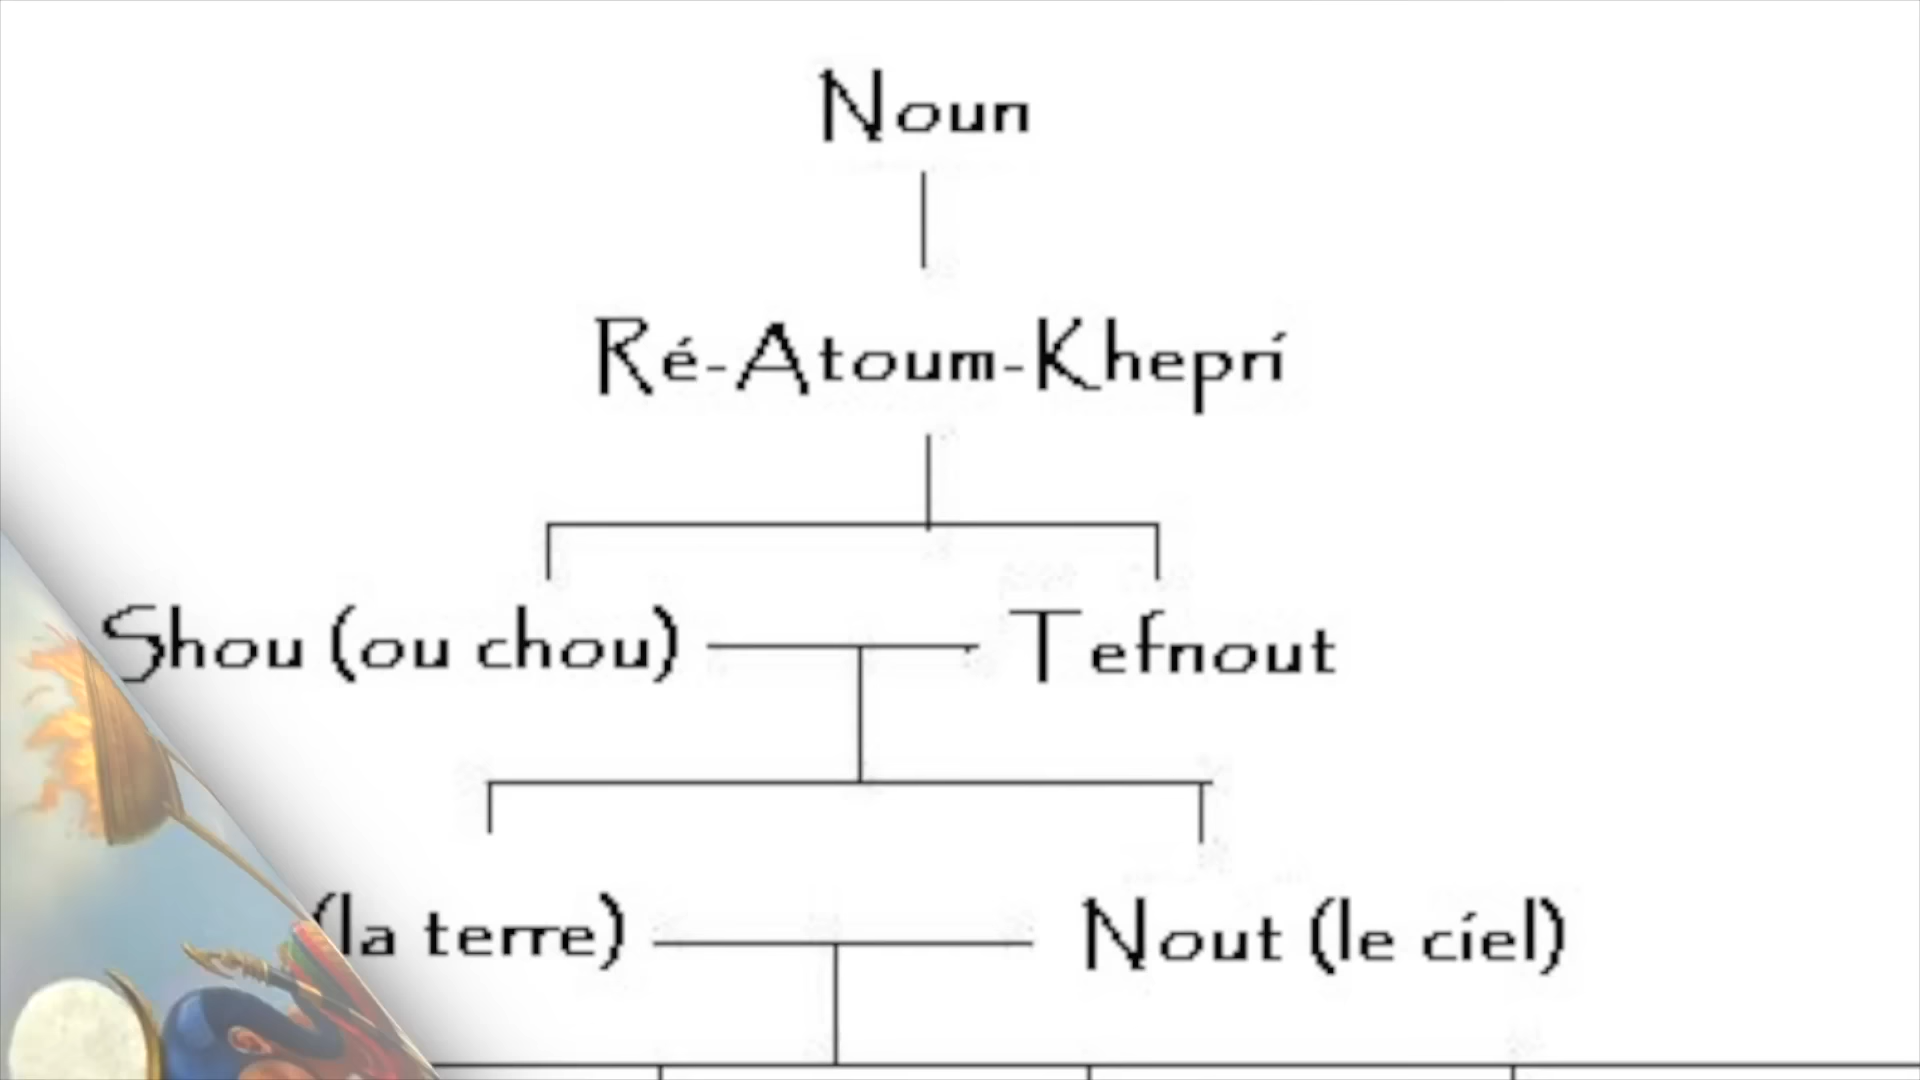 Noun
Ré-Atoum-Khepri
Shou (ou chou) Tefnout
(la terre) Nout (le ciel)